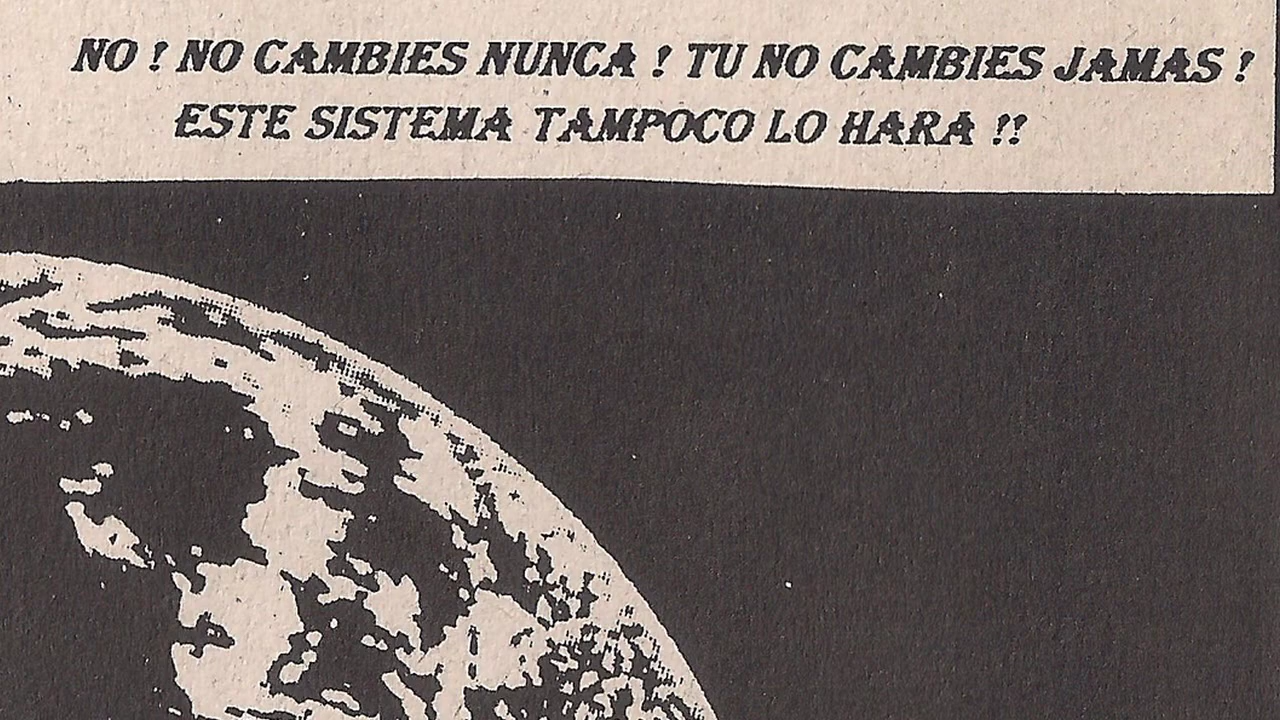 NO ! NO CAMBIES NUNCA ! TU NO CAMBIES JAMAS !
ESTE SISTEMA TAMPOCO LO HARA !!